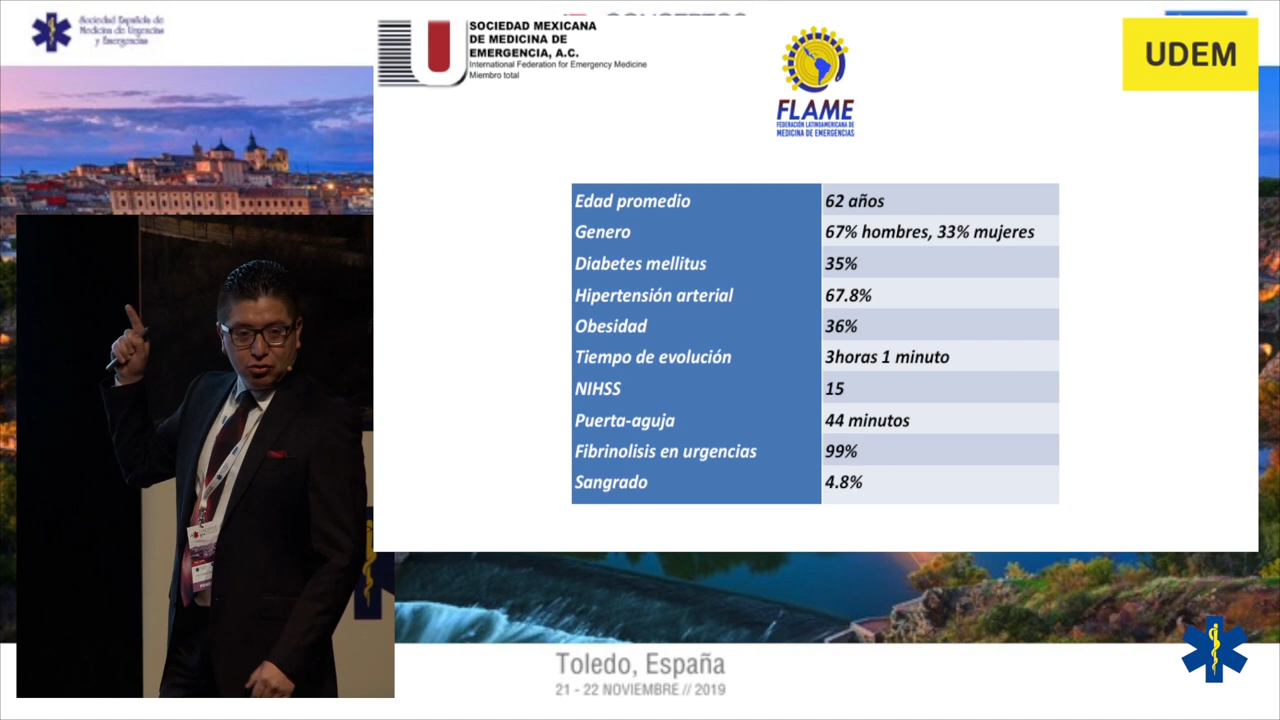 Sociedad Española de
Medicina de Urgencias
y Emergencias
SOCIEDAD MEXICANA
DE MEDICINA DE
EMERGENCIA, A.C.
International Federation for Emergency Medicine
Miembro total
FLAME
FEDERACIÓN LATINOAMERICANA DE
MEDICINA DE EMERGENCIAS
UDEM
Edad promedio 62 años
Genero 67% hombres, 33% mujeres
Diabetes mellitus 35%
Hipertensión arterial 67.8%
Obesidad 36%
Tiempo de evolución 3horas 1 minuto
NIHSS 15
Puerta-aguja 44 minutos
Fibrinolisis en urgencias 99%
Sangrado 4.8%
Toledo, España
21 - 22 NOVIEMBRE // 2019